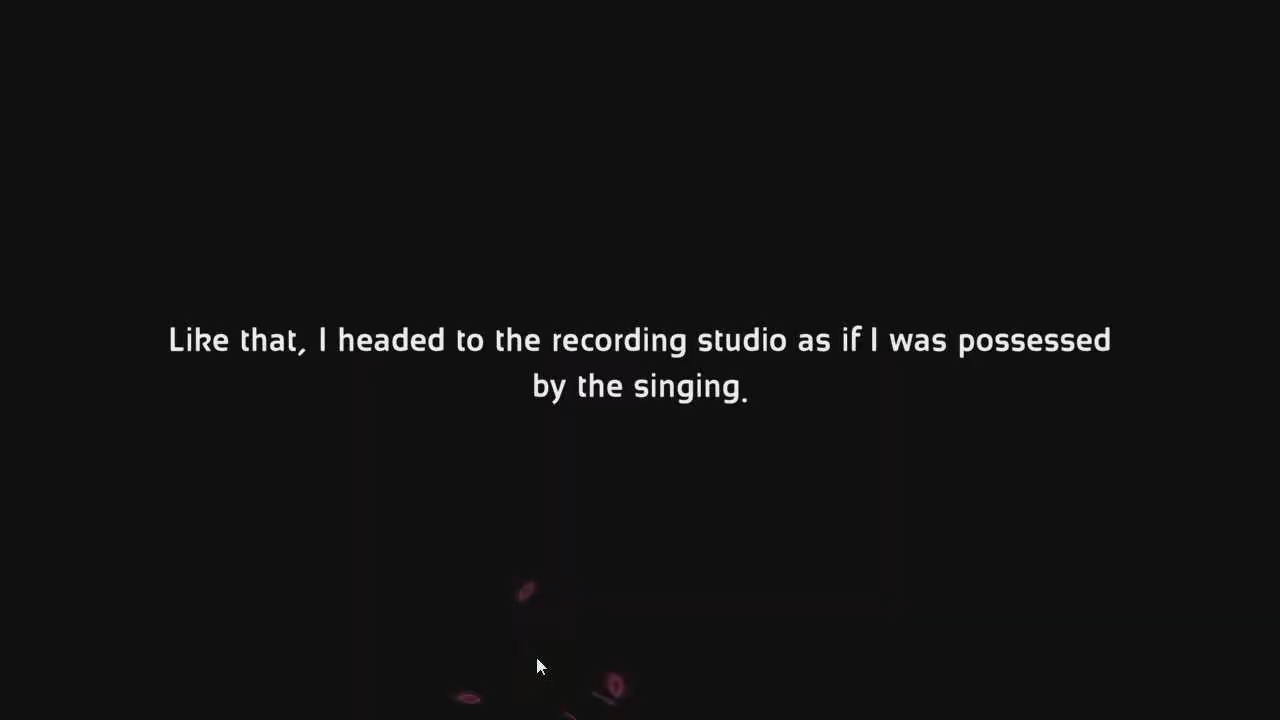 Like that, I headed to the recording studio as if I was possessed
by the singing.